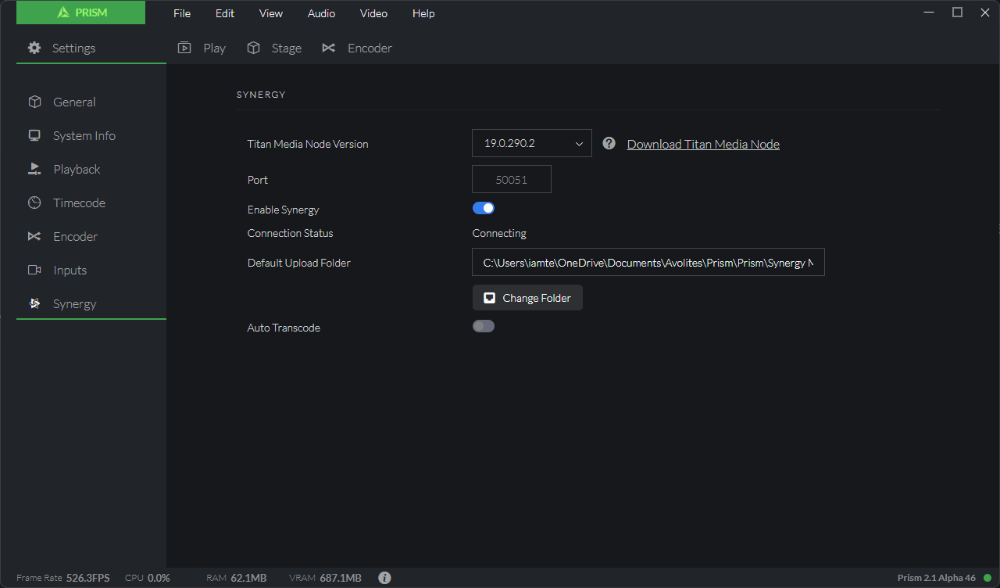 PRISM File Edit View Audio Video Help
Settings Play Stage Encoder
SYNERGY
General
System Info
Playback
Timecode
Encoder
Inputs
Synergy
Titan Media Node Version 19.0.290.2 ? Download Titan Media Node
Port 50051
Enable Synergy
Connection Status Connecting
Default Upload Folder C:\Users\iamte\OneDrive\Documents\Avolites\Prism\Prism\Synergy
Change Folder
Auto Transcode
Frame Rate 526.3FPS CPU 0.0% RAM 62.1MB VRAM 687.1MB i Prism 2.1 Alpha 46